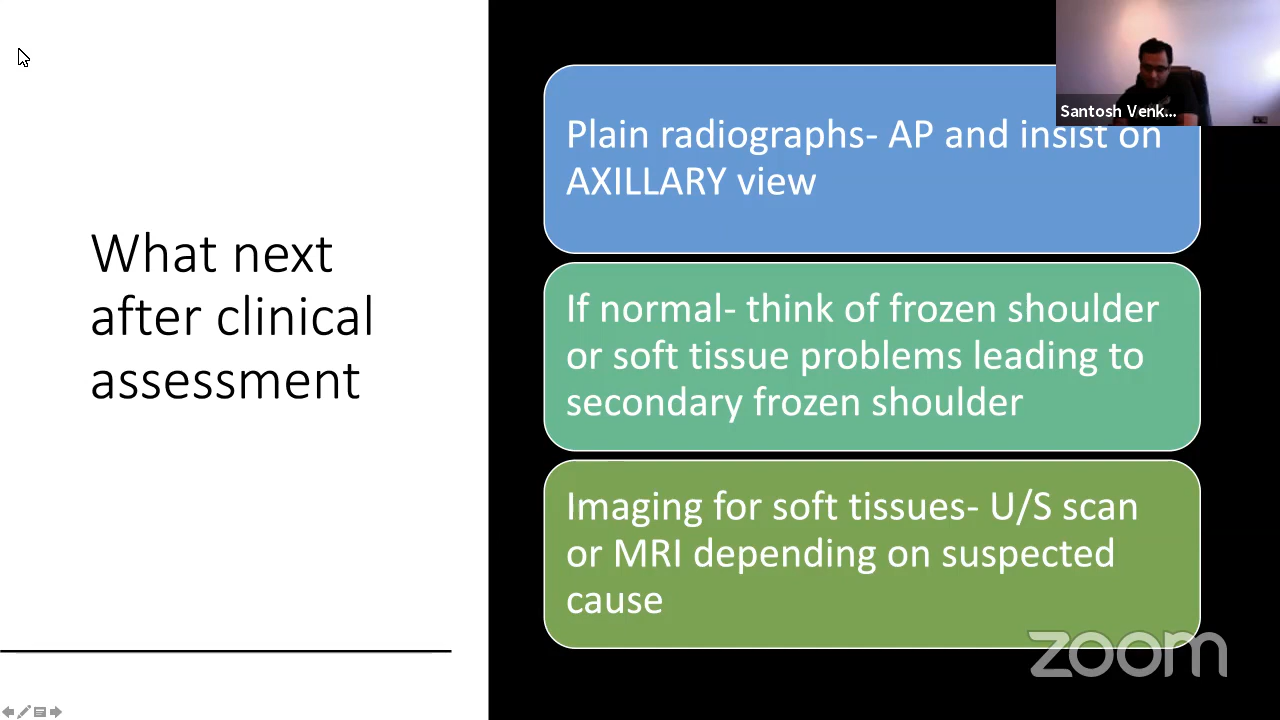 What next
after clinical
assessment
Plain radiographs- AP and insist on
AXILLARY view
If normal- think of frozen shoulder
or soft tissue problems leading to
secondary frozen shoulder
Imaging for soft tissues- U/S scan
or MRI depending on suspected
cause
Santosh Venk...
zoom